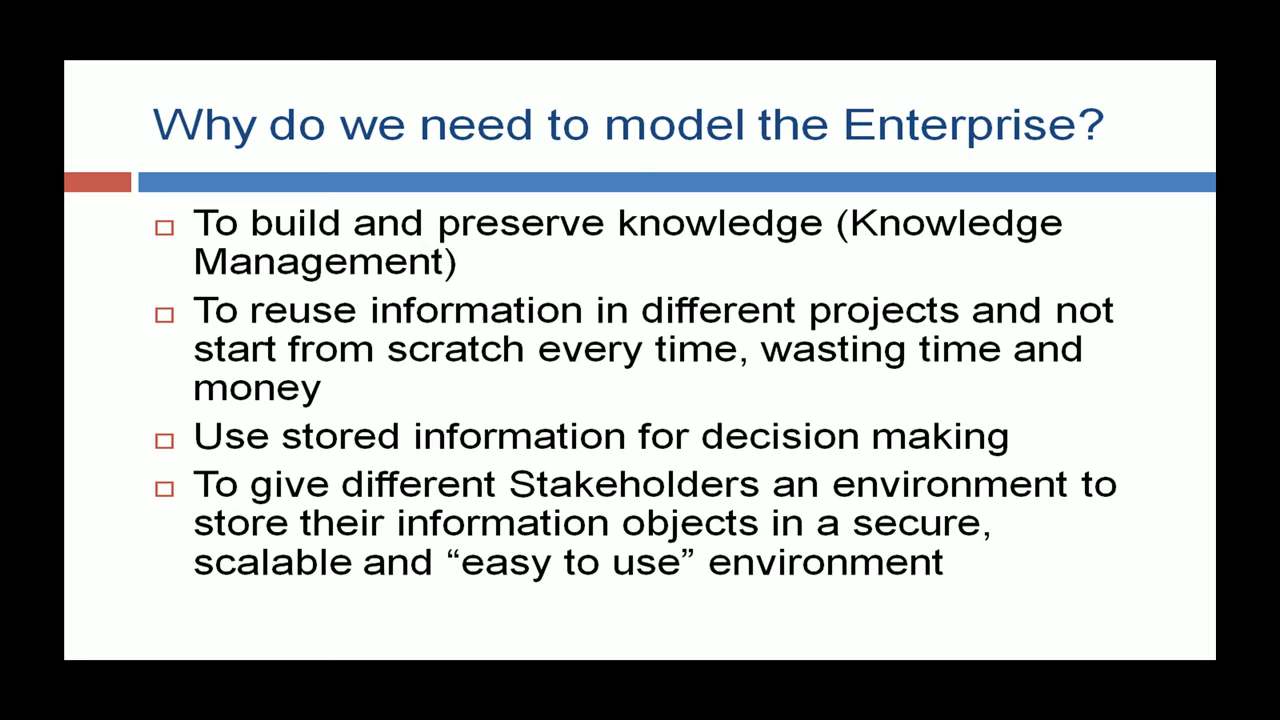 Why do we need to model the Enterprise?
To build and preserve knowledge (Knowledge
Management)
To reuse information in different projects and not
start from scratch every time, wasting time and
money
Use stored information for decision making
To give different Stakeholders an environment to
store their information objects in a secure,
scalable and “easy to use” environment